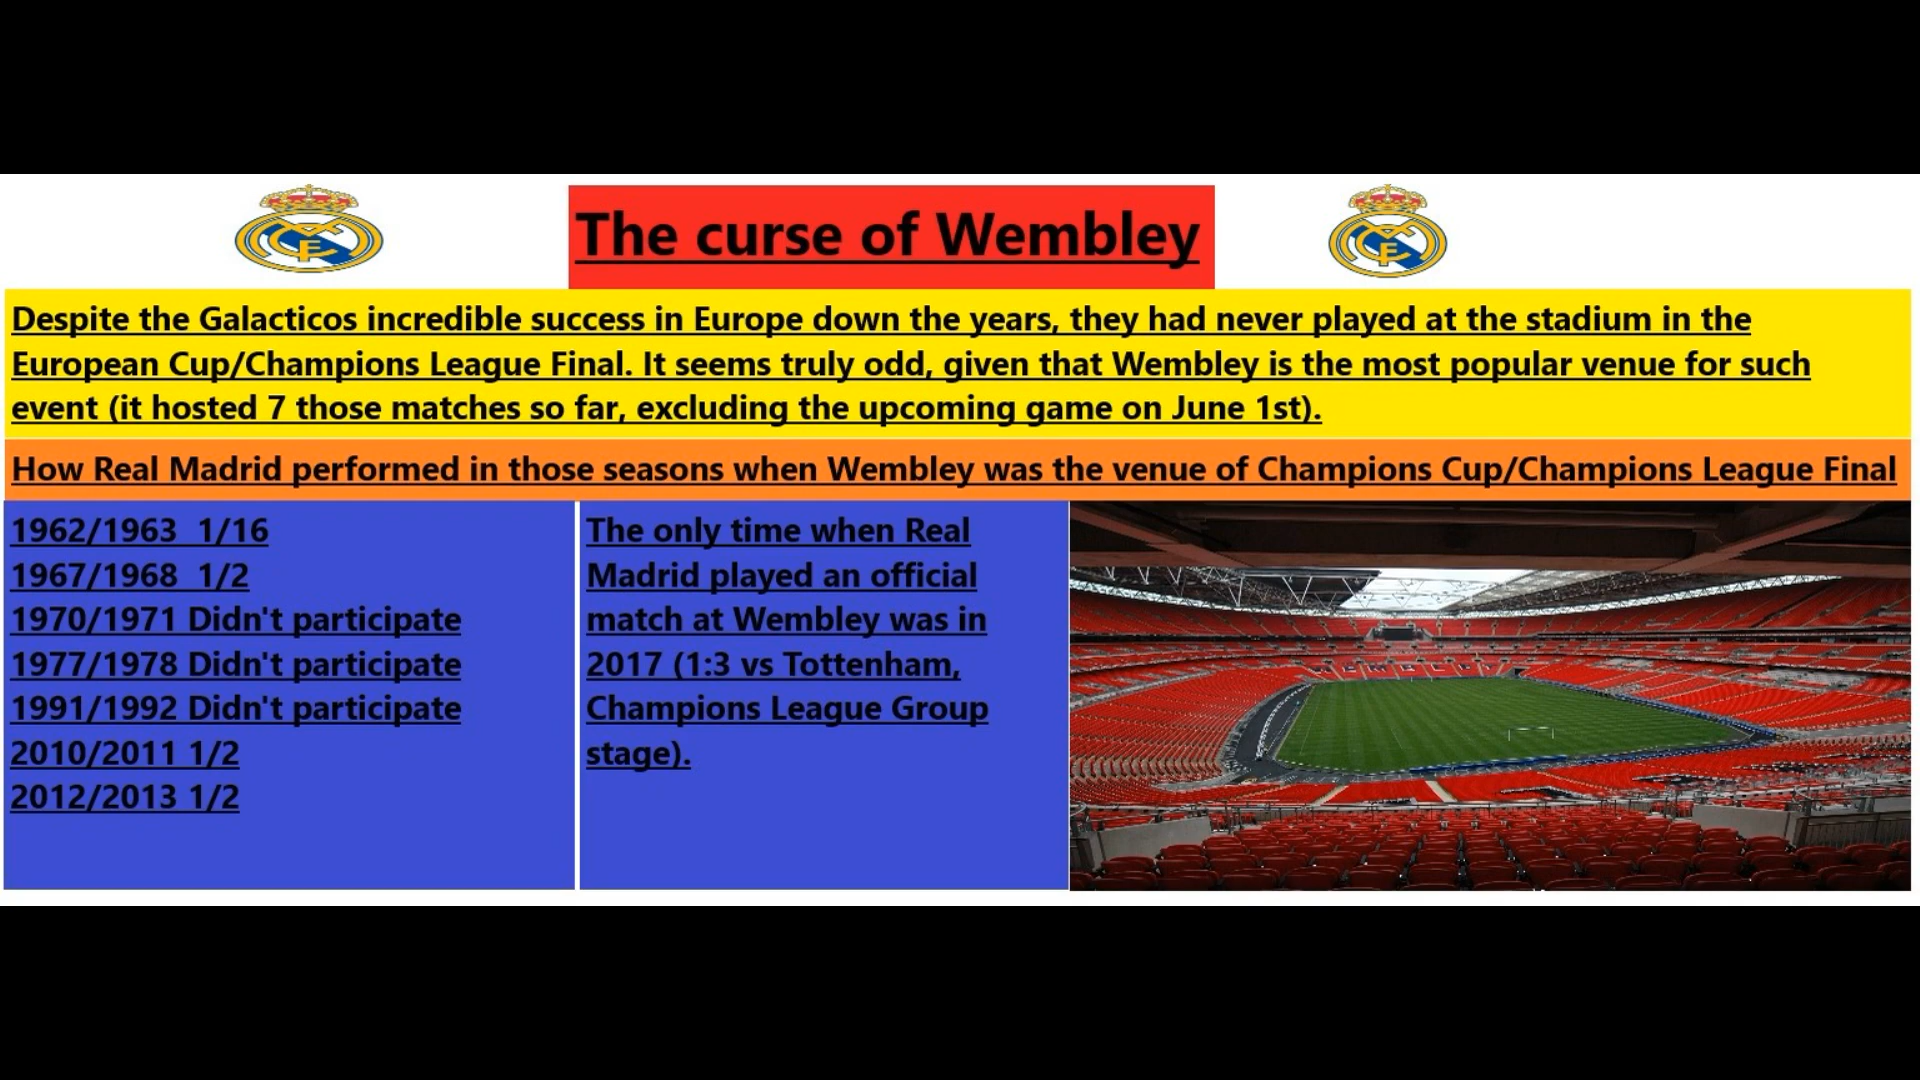 The curse of Wembley
Despite the Galacticos incredible success in Europe down the years, they had never played at the stadium in the
European Cup/Champions League Final. It seems truly odd, given that Wembley is the most popular venue for such
event (it hosted 7 those matches so far, excluding the upcoming game on June 1st).
How Real Madrid performed in those seasons when Wembley was the venue of Champions Cup/Champions League Final
1962/1963  1/16
1967/1968  1/2
1970/1971 Didn't participate
1977/1978 Didn't participate
1991/1992 Didn't participate
2010/2011 1/2
2012/2013 1/2
The only time when Real
Madrid played an official
match at Wembley was in
2017 (1:3 vs Tottenham,
Champions League Group
stage).
WEMBLEY